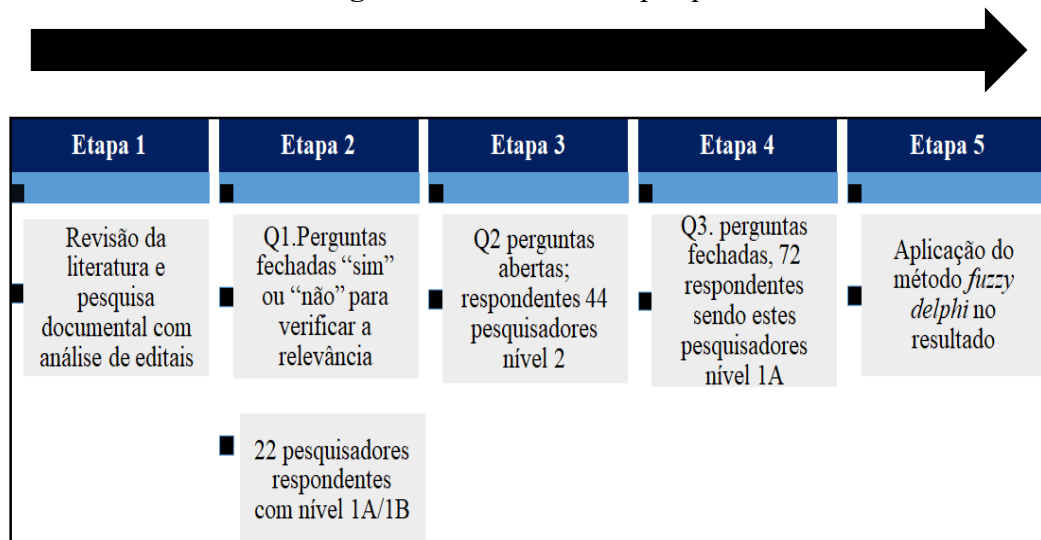 Etapa 1
Etapa 2
Etapa 3
Etapa 4
Etapa 5
Revisão da
literatura e
pesquisa
documental com
análise de editais
Q1.Perguntas
fechadas “sim”
ou “não” para
verificar a
relevância
22 pesquisadores
respondentes
com nível 1A/1B
Q2 perguntas
abertas;
respondentes 44
pesquisadores
nível 2
Q3. perguntas
fechadas, 72
respondentes
sendo estes
pesquisadores
nível 1A
Aplicação do
método fuzzy
delphi no
resultado